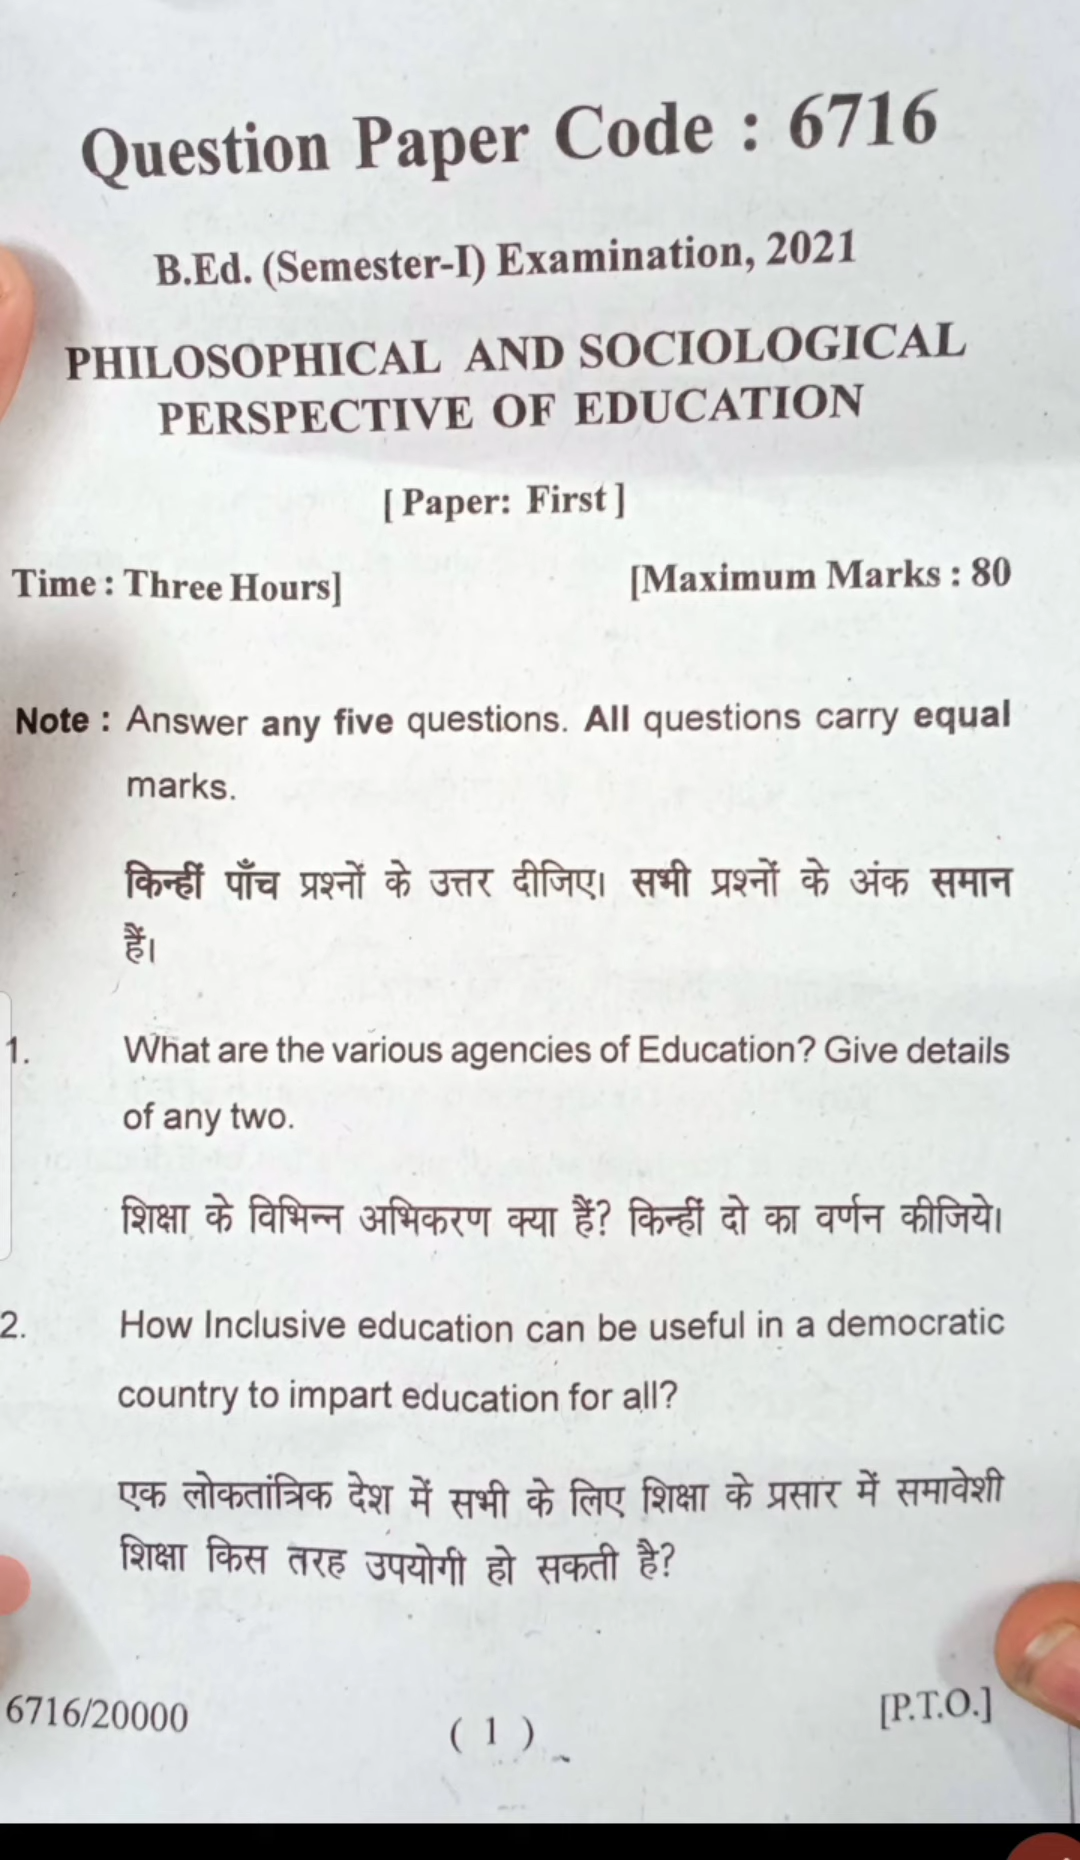 Question Paper Code : 6716
B.Ed. (Semester-I) Examination, 2021
PHILOSOPHICAL AND SOCIOLOGICAL
PERSPECTIVE OF EDUCATION
[ Paper: First ]
Time : Three Hours] [Maximum Marks : 80
Note : Answer any five questions. All questions carry equal
marks.
किन्हीं पाँच प्रश्नों के उत्तर दीजिए। सभी प्रश्नों के अंक समान
हैं।
1. What are the various agencies of Education? Give details
of any two.
शिक्षा के विभिन्न अभिकरण क्या हैं? किन्हीं दो का वर्णन कीजिये।
2. How Inclusive education can be useful in a democratic
country to impart education for all?
एक लोकतांत्रिक देश में सभी के लिए शिक्षा के प्रसार में समावेशी
शिक्षा किस तरह उपयोगी हो सकती है?
6716/20000 ( 1 ) [P.T.O.]